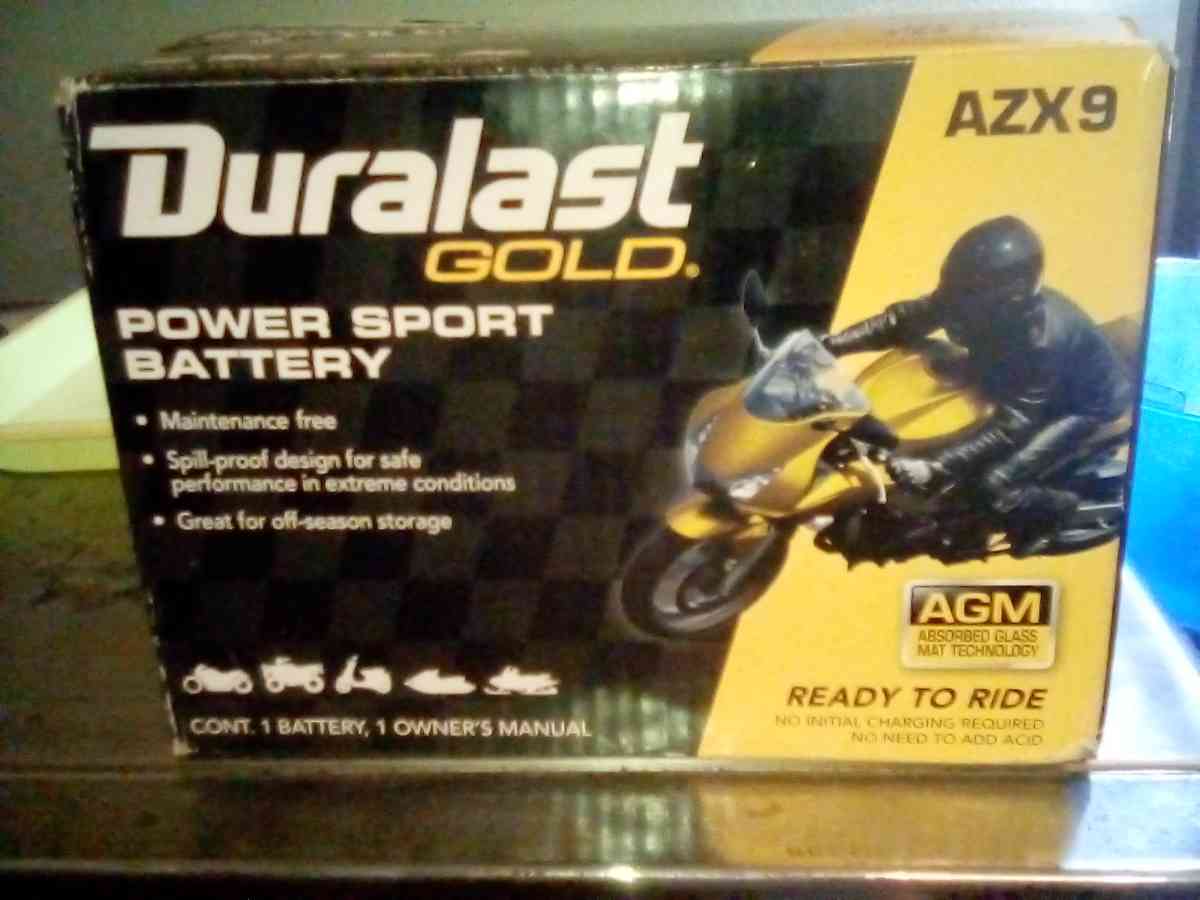 Duralast
GOLD.
AZX9
POWER SPORT
BATTERY
• Maintenance free
• Spill-proof design for safe
performance in extreme conditions
• Great for off-season storage
AGM
ABSORBED GLASS
MAT TECHNOLOGY
READY TO RIDE
NO INITIAL CHARGING REQUIRED
NO NEED TO ADD ACID
CONT. 1 BATTERY, 1 OWNER'S MANUAL